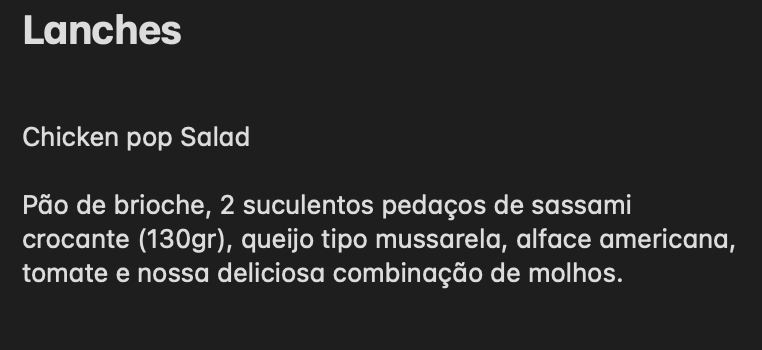 Lanches
Chicken pop Salad
Pão de brioche, 2 suculentos pedaços de sassami
crocante (130gr), queijo tipo mussarela, alface americana,
tomate e nossa deliciosa combinação de molhos.